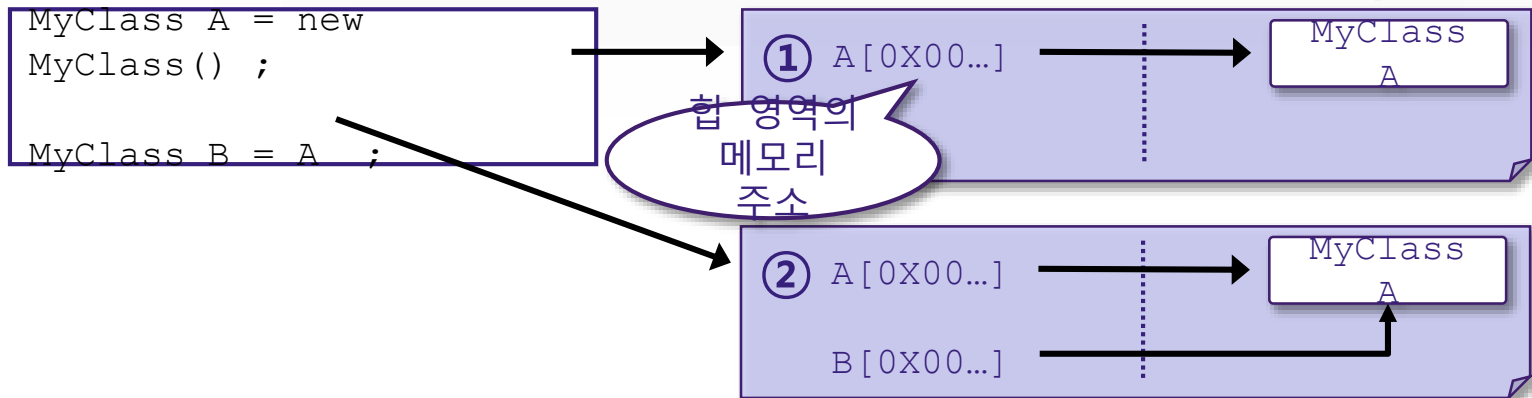 MyClass A = new
MyClass() ;
MyClass B = A ;
① A[0X00…]
MyClass
A
힙 영역의
메모리
주소
② A[0X00…]
MyClass
A
B[0X00…]